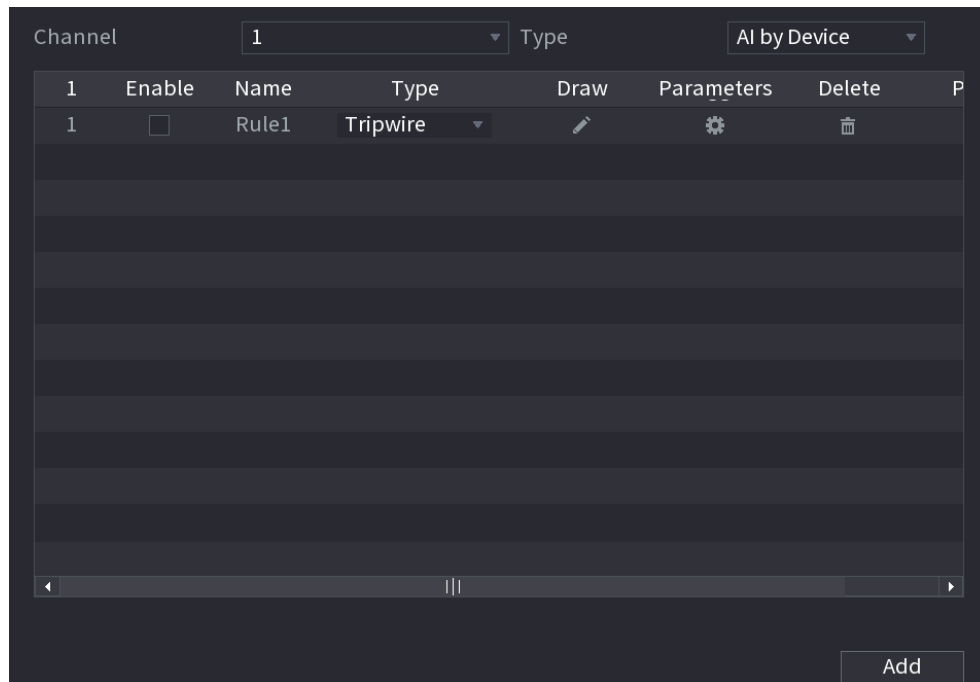 Channel 1 Type AI by Device
1 Enable Name Type Draw Parameters Delete P
1 Rule1 Tripwire
Add